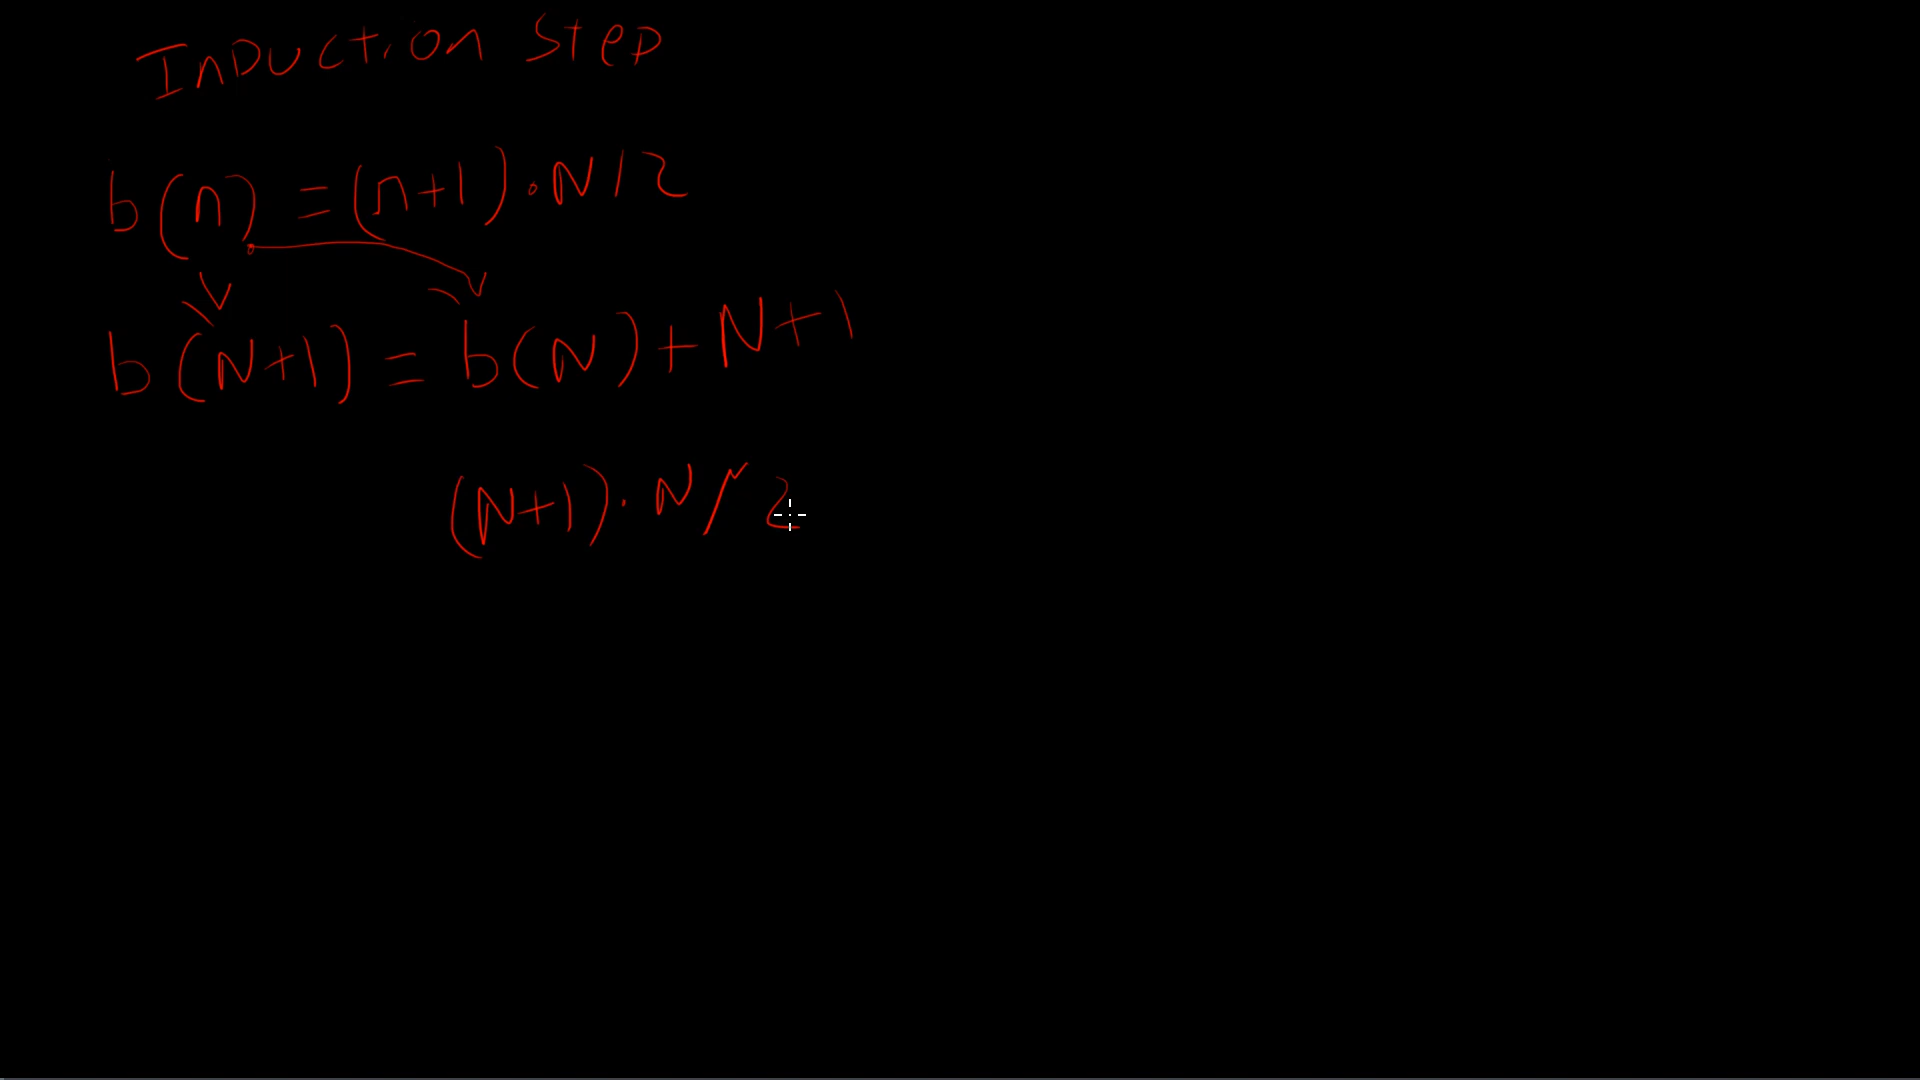 Induction Step
b(n) = (n+1) · N/2
b(N+1) = b(N) + N+1
(N+1) · N/2